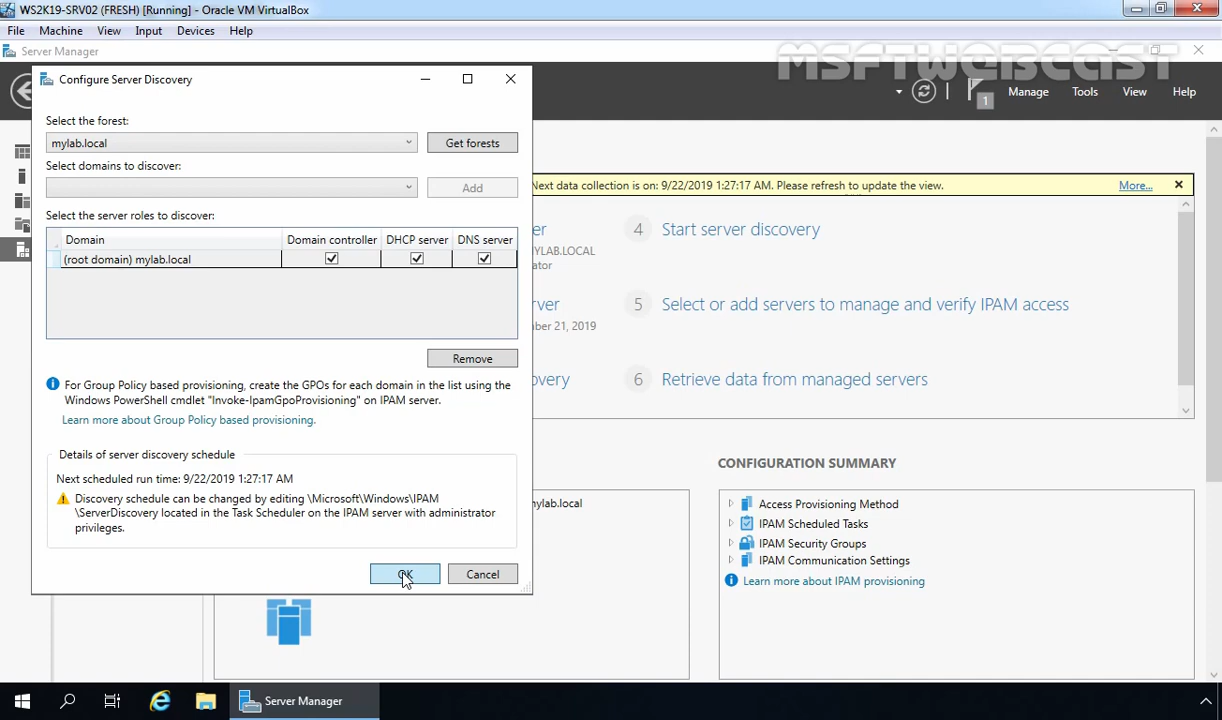 WS2K19-SRV02 (FRESH) [Running] - Oracle VM VirtualBox
File Machine View Input Devices Help
Server Manager
MSFTWEBCAST
Configure Server Discovery
1 Manage Tools View Help
Select the forest:
mylab.local
Get forests
Select domains to discover:
Add
Select the server roles to discover:
Domain Domain controller DHCP server DNS server
(root domain) mylab.local
Remove
For Group Policy based provisioning, create the GPOs for each domain in the list using the
Windows PowerShell cmdlet "Invoke-IpamGpoProvisioning" on IPAM server.
Learn more about Group Policy based provisioning.
Details of server discovery schedule
Next scheduled run time: 9/22/2019 1:27:17 AM
Discovery schedule can be changed by editing \Microsoft\Windows\IPAM
\ServerDiscovery located in the Task Scheduler on the IPAM server with administrator
privileges.
OK Cancel
Next data collection is on: 9/22/2019 1:27:17 AM. Please refresh to update the view. More...
er
MYLAB.LOCAL
ator
4 Start server discovery
rver
ber 21, 2019
5 Select or add servers to manage and verify IPAM access
overy
6 Retrieve data from managed servers
mylab.local
CONFIGURATION SUMMARY
Access Provisioning Method
IPAM Scheduled Tasks
IPAM Security Groups
IPAM Communication Settings
Learn more about IPAM provisioning
Server Manager